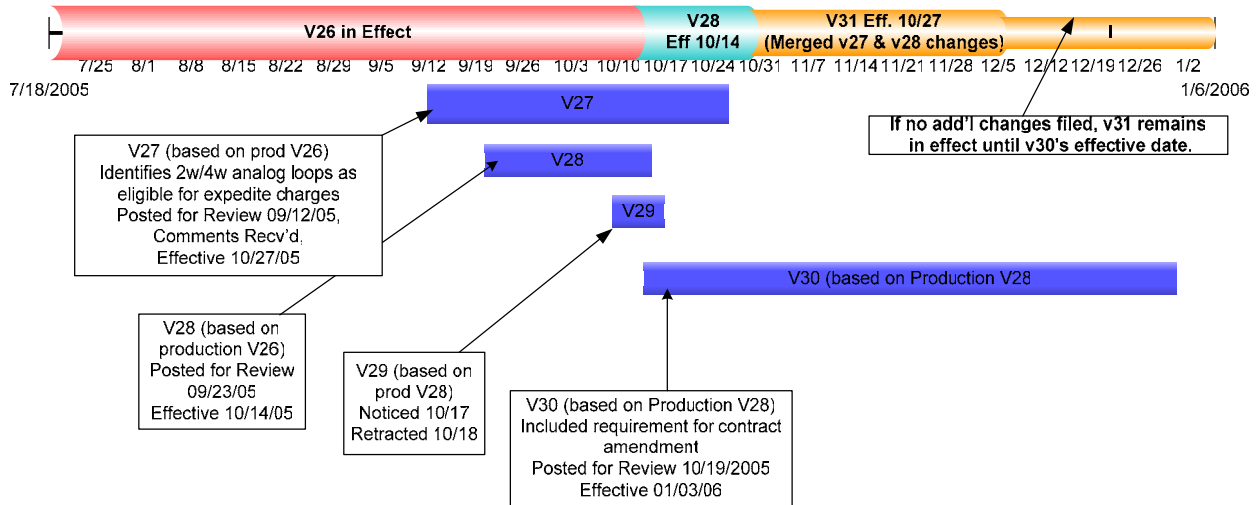 V26 in Effect
V28
Eff 10/14
V31 Eff. 10/27
(Merged v27 & v28 changes)
7/25 8/1 8/8 8/15 8/22 8/29 9/5 9/12 9/19 9/26 10/3 10/10 10/17 10/24 10/31 11/7 11/14 11/21 11/28 12/5 12/12 12/19 12/26 1/2
7/18/2005
1/6/2006
If no add'l changes filed, v31 remains
in effect until v30's effective date.
V27
V28
V29
V30 (based on Production V28
V27 (based on prod V26)
Identifies 2w/4w analog loops as
eligible for expedite charges
Posted for Review 09/12/05,
Comments Recv'd,
Effective 10/27/05
V28 (based on
production V26)
Posted for Review
09/23/05
Effective 10/14/05
V29 (based on
prod V28)
Noticed 10/17
Retracted 10/18
V30 (based on Production V28)
Included requirement for contract
amendment
Posted for Review 10/19/2005
Effective 01/03/06